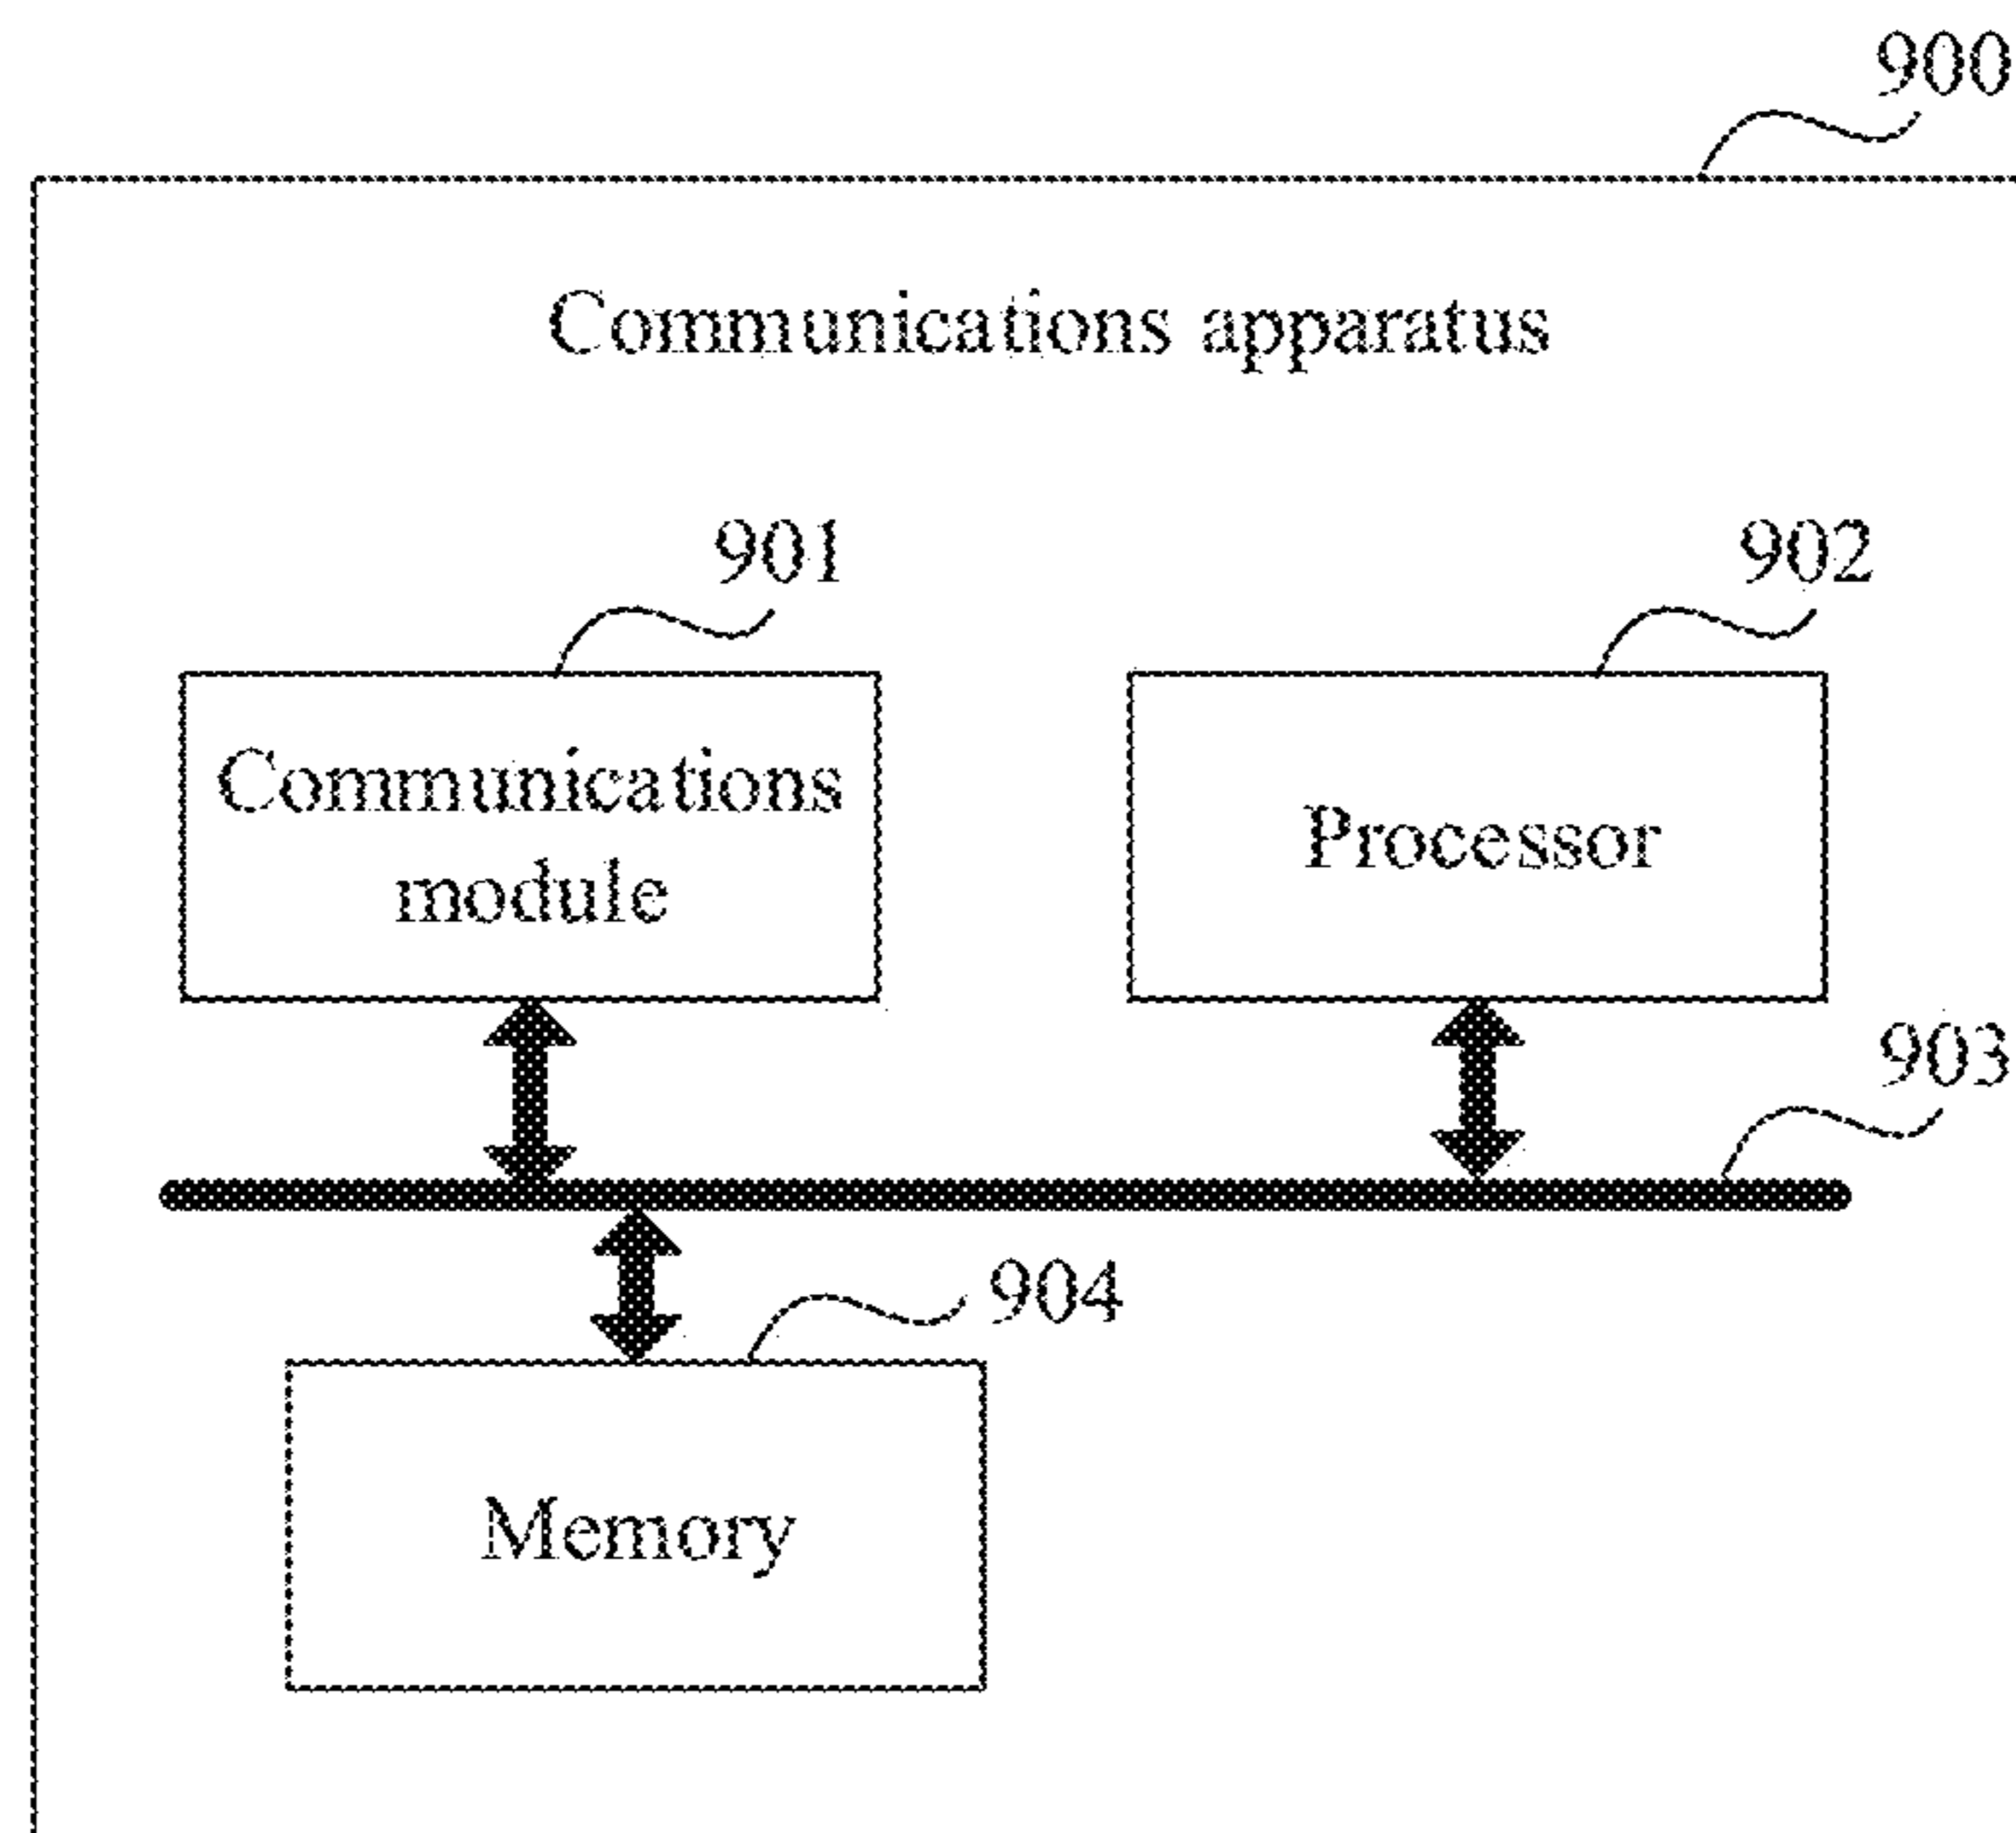 900
Communications apparatus
901
902
Communications
module
Processor
903
904
Memory